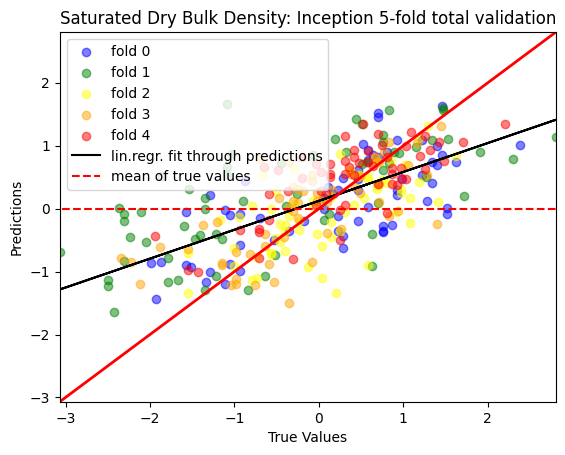 Saturated Dry Bulk Density: Inception 5-fold total validation
fold 0
fold 1
fold 2
fold 3
fold 4
lin.regr. fit through predictions
mean of true values
Predictions
2
1
0
−1
−2
−3
−3
−2
−1
0
1
2
True Values